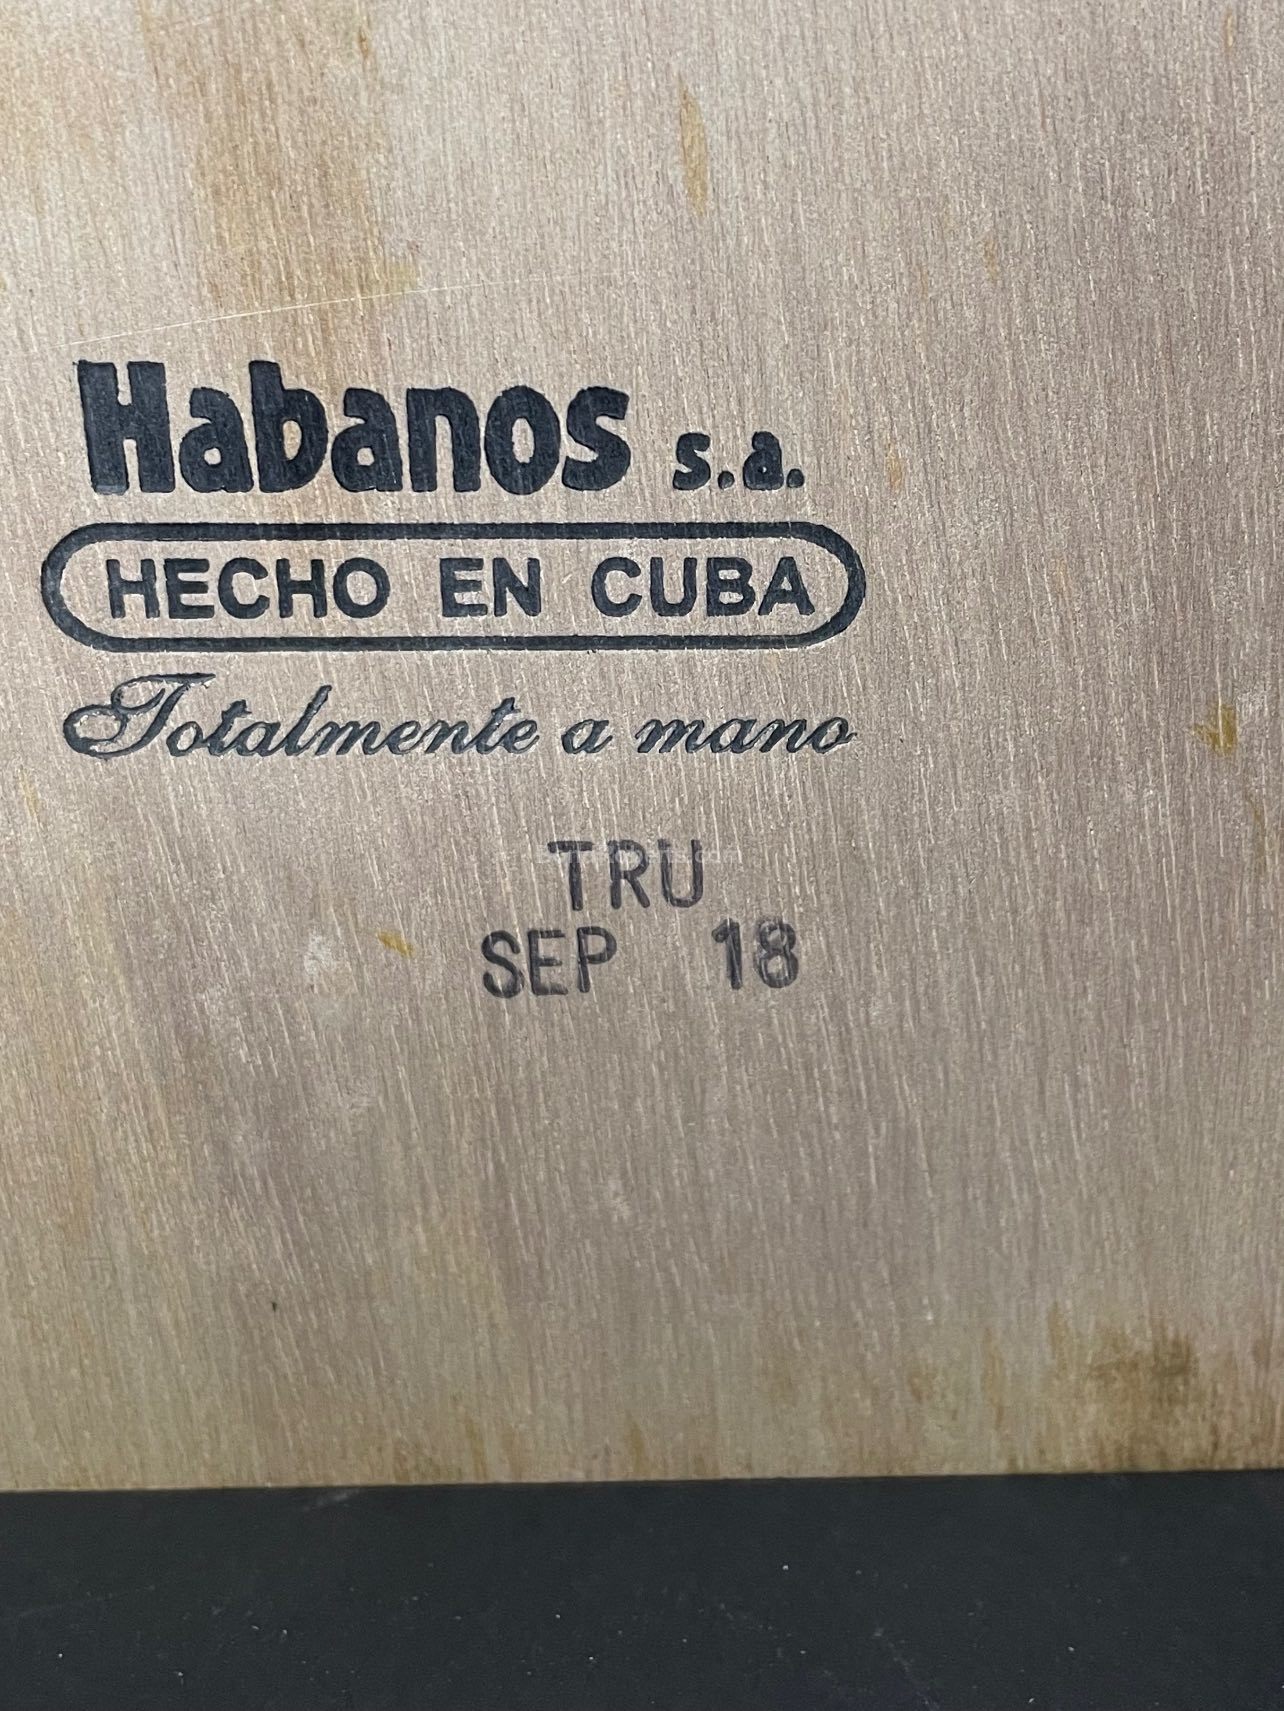 Habanos s.a.
HECHO EN CUBA
Totalmente a mano
TRU
SEP 18